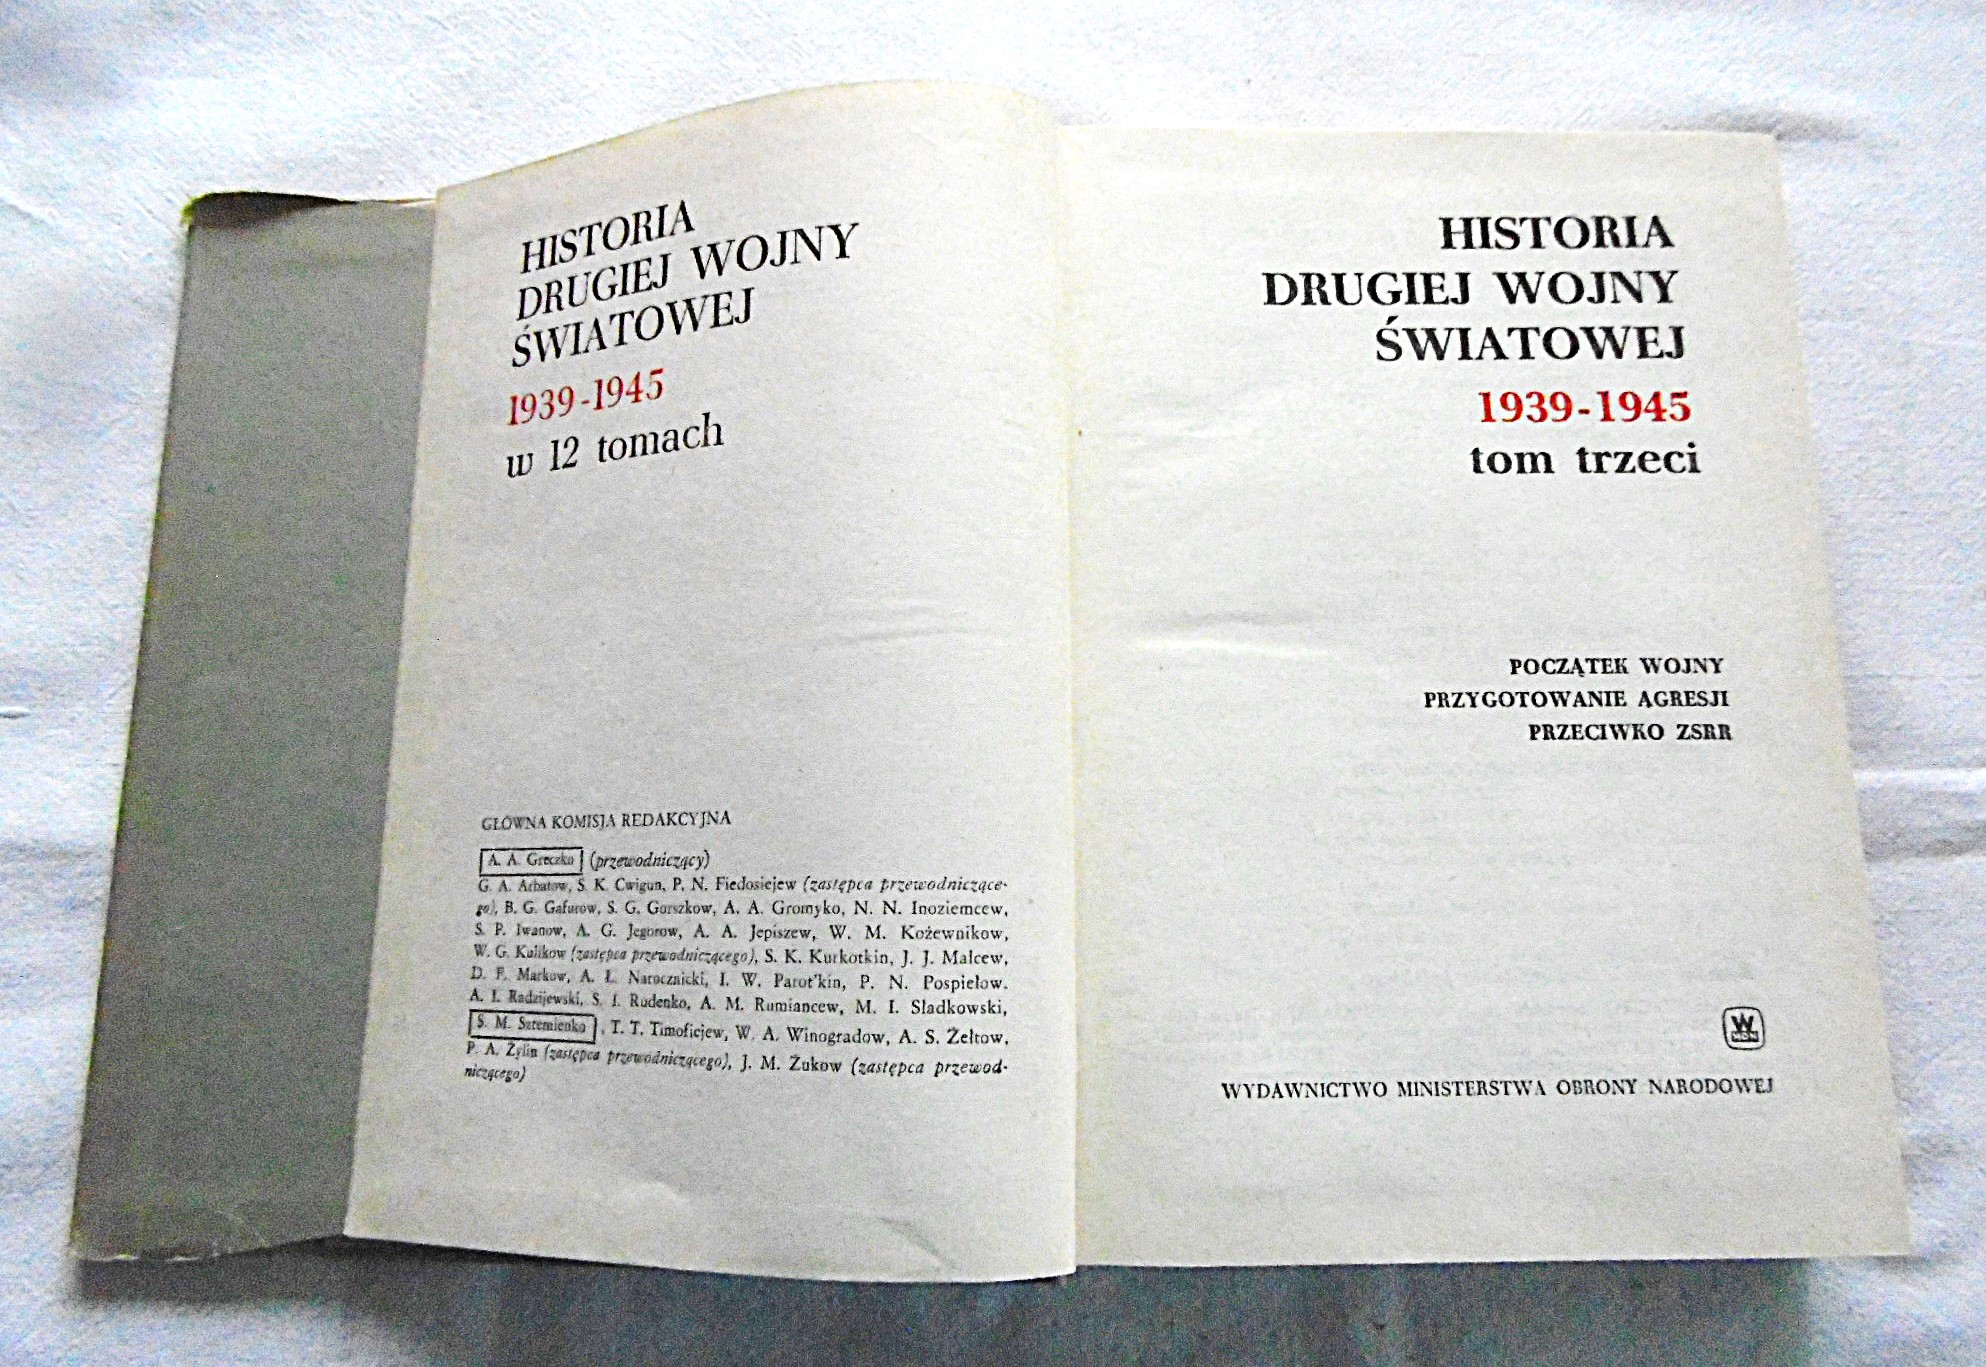 HISTORIA
DRUGIEJ WOJNY
ŚWIATOWEJ
1939-1945
w 12 tomach
GŁÓWNA KOMISJA REDAKCYJNA
A. A. Greczko (przewodniczący)
G. A. Arbatow, S. K. Cwigun, P. N. Fiedosiejew (zastępca przewodniczące-
go), B. G. Gafurow, S. G. Gorszkow, A. A. Gromyko, N. N. Inoziemcew,
S. P. Iwanow, A. G. Jegorow, A. A. Jepiszew, W. M. Kożewnikow,
W. G. Kulikow (zastępca przewodniczącego), S. K. Kurkotkin, J. J. Malcew,
D. F. Markow, A. Ł. Narocznicki, I. W. Parot'kin, P. N. Pospiełow.
A. I. Radzijewski, S. I. Rudenko, A. M. Rumiancew, M. I. Sładkowski,
S. M. Sztemienko, T. T. Timoficjew, W. A. Winogradow, A. S. Żełtow,
P. A. Żylin (zastępca przewodniczącego), J. M. Żukow (zastępca przewod-
niczącego)
HISTORIA
DRUGIEJ WOJNY
ŚWIATOWEJ
1939-1945
tom trzeci
POCZĄTEK WOJNY
PRZYGOTOWANIE AGRESJI
PRZECIWKO ZSRR
W
MON
WYDAWNICTWO MINISTERSTWA OBRONY NARODOWEJ